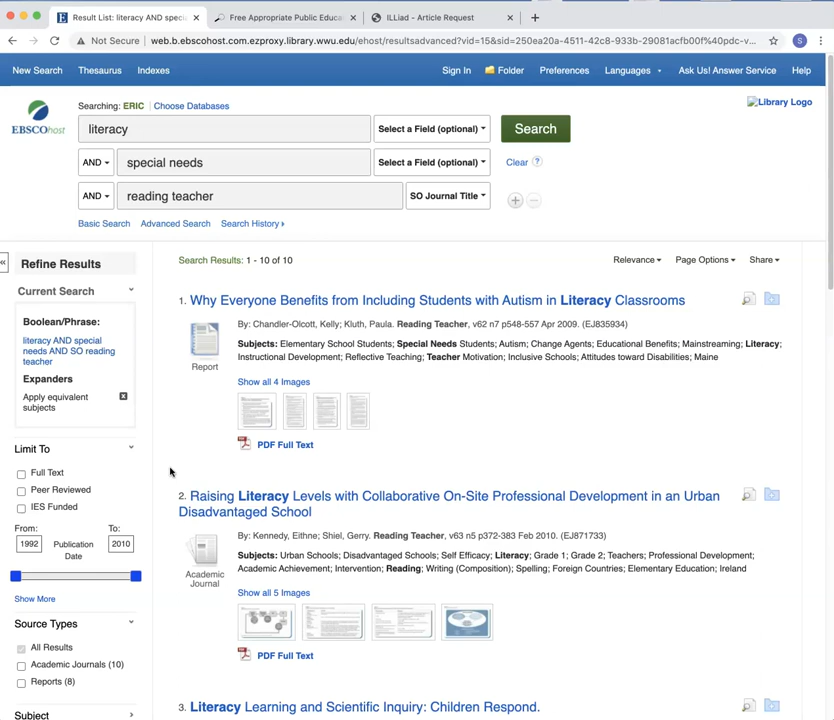 Result List: literacy AND speci
Free Appropriate Public Educa
ILLiad - Article Request
Not Secure
web.b.ebscohost.com.ezproxy.library.wwu.edu/ehost/resultsadvanced?vid=15&sid=250ea20a-4511-42c8-933b-29081acfb00f%40pdc-v...
S
New Search
Thesaurus
Indexes
Sign In
Folder
Preferences
Languages
Ask Us! Answer Service
Help
EBSCOhost
Searching: ERIC
Choose Databases
Library Logo
literacy
Select a Field (optional)
Search
AND
special needs
Select a Field (optional)
Clear
?
AND
reading teacher
SO Journal Title
Basic Search
Advanced Search
Search History
Refine Results
Current Search
Boolean/Phrase:
literacy AND special
needs AND SO reading
teacher
Expanders
Apply equivalent
subjects
Limit To
Full Text
Peer Reviewed
IES Funded
From:
To:
1992
Publication
Date
2010
Show More
Source Types
All Results
Academic Journals (10)
Reports (8)
Subject
Search Results: 1 - 10 of 10
Relevance
Page Options
Share
1. Why Everyone Benefits from Including Students with Autism in Literacy Classrooms
Report
By: Chandler-Olcott, Kelly; Kluth, Paula. Reading Teacher, v62 n7 p548-557 Apr 2009. (EJ835934)
Subjects: Elementary School Students; Special Needs Students; Autism; Change Agents; Educational Benefits; Mainstreaming; Literacy;
Instructional Development; Reflective Teaching; Teacher Motivation; Inclusive Schools; Attitudes toward Disabilities; Maine
Show all 4 Images
PDF Full Text
2. Raising Literacy Levels with Collaborative On-Site Professional Development in an Urban
Disadvantaged School
Academic
Journal
By: Kennedy, Eithne; Shiel, Gerry. Reading Teacher, v63 n5 p372-383 Feb 2010. (EJ871733)
Subjects: Urban Schools; Disadvantaged Schools; Self Efficacy; Literacy; Grade 1; Grade 2; Teachers; Professional Development;
Academic Achievement; Intervention; Reading; Writing (Composition); Spelling; Foreign Countries; Elementary Education; Ireland
Show all 5 Images
PDF Full Text
3. Literacy Learning and Scientific Inquiry: Children Respond.